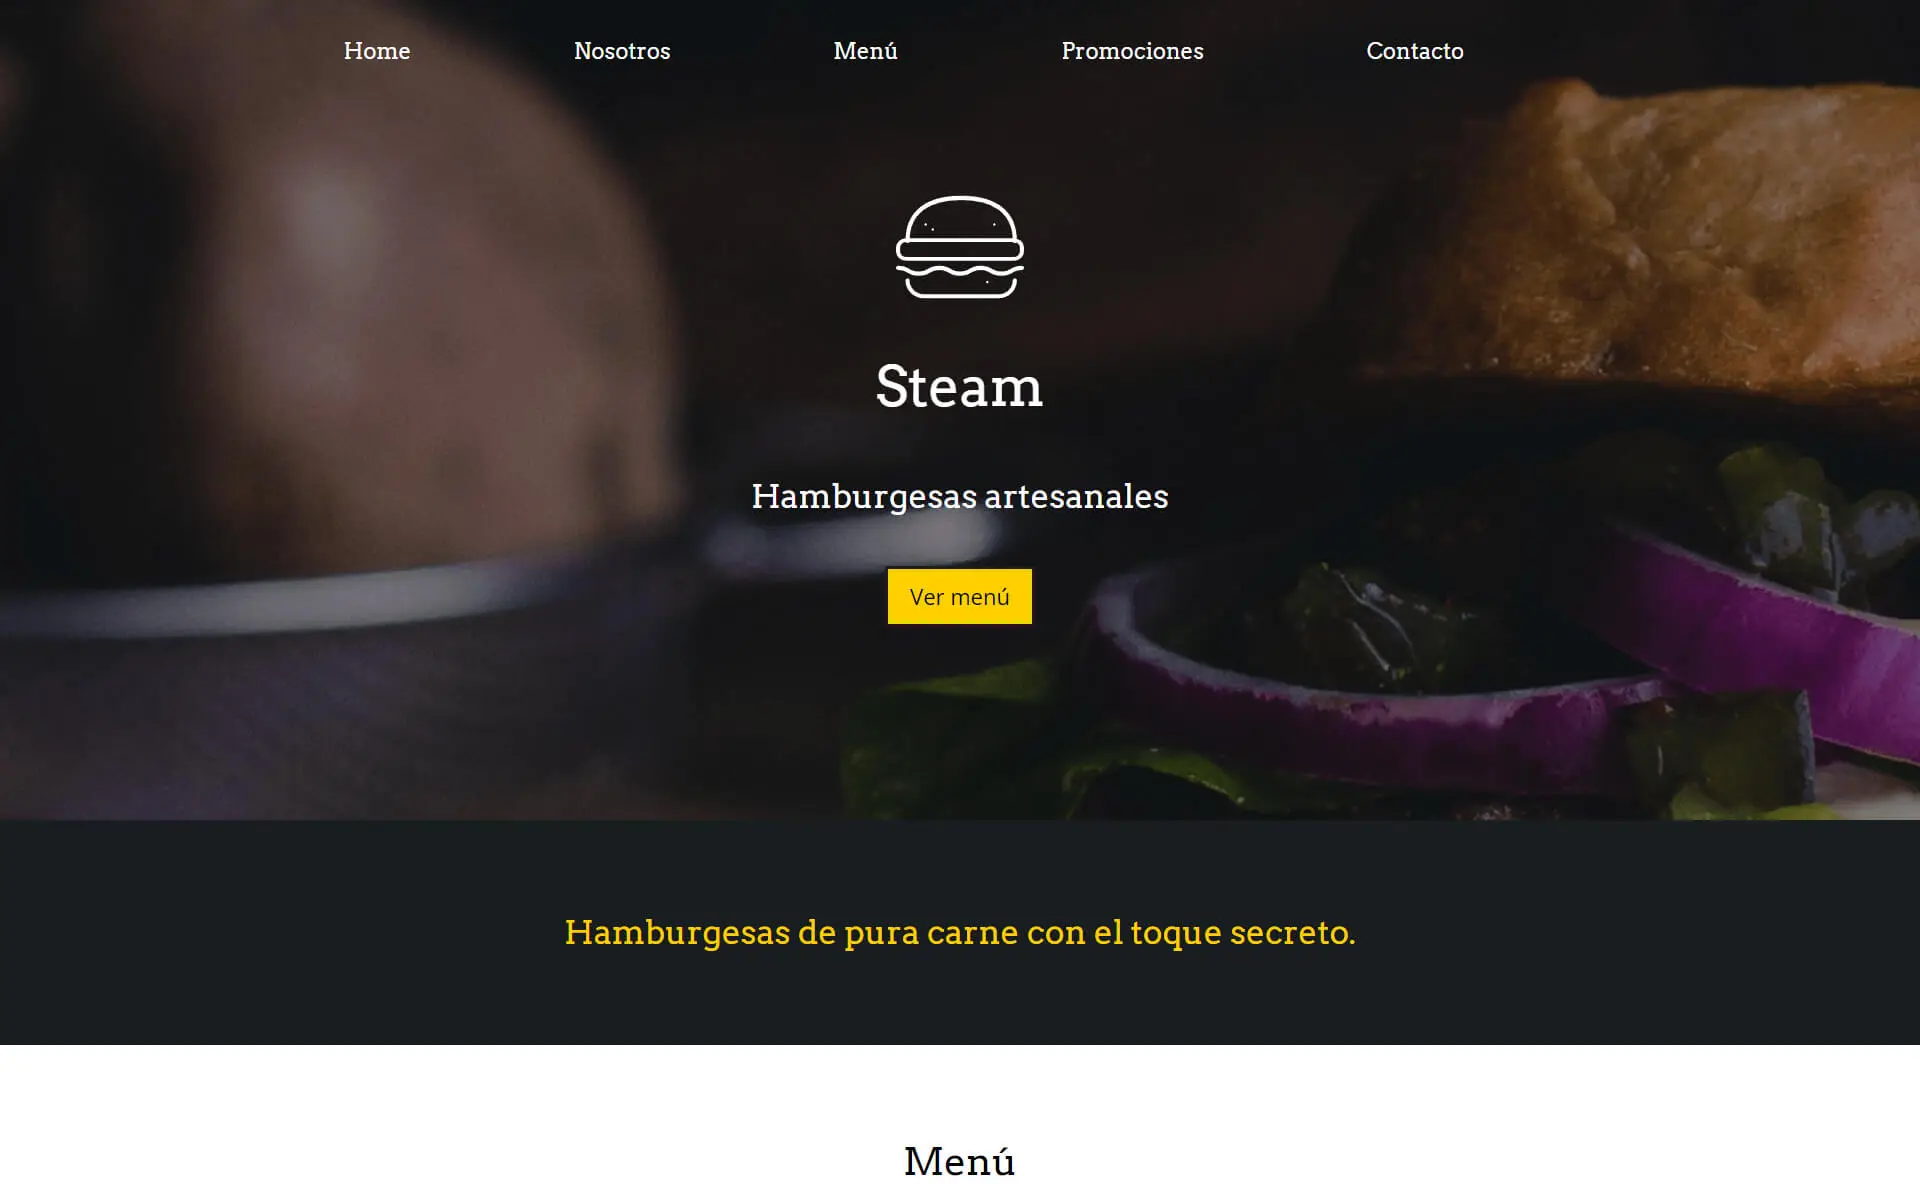 Home Nosotros Menú Promociones Contacto
Steam
Hamburgesas artesanales
Ver menú
Hamburgesas de pura carne con el toque secreto.
Menú